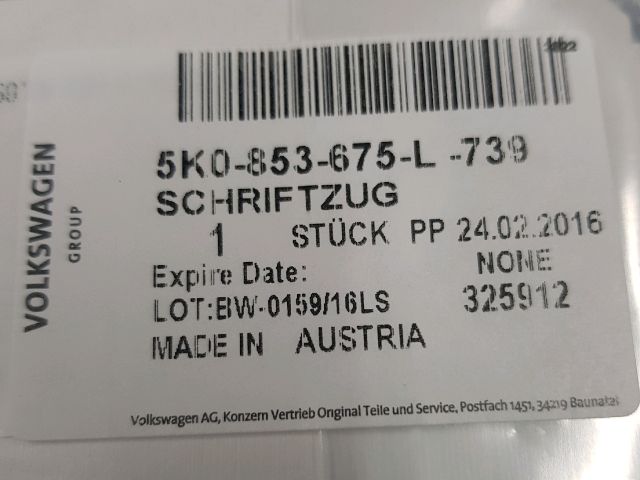 VOLKSWAGEN
GROUP
5K0-853-675-L -739
SCHRIFTZUG
1 STÜCK PP 24.02.2016
Expire Date: NONE
LOT:BW-0159/16LS 325912
MADE IN AUSTRIA
Volkswagen AG, Konzern Vertrieb Original Teile und Service, Postfach 1451, 34219 Baunatal